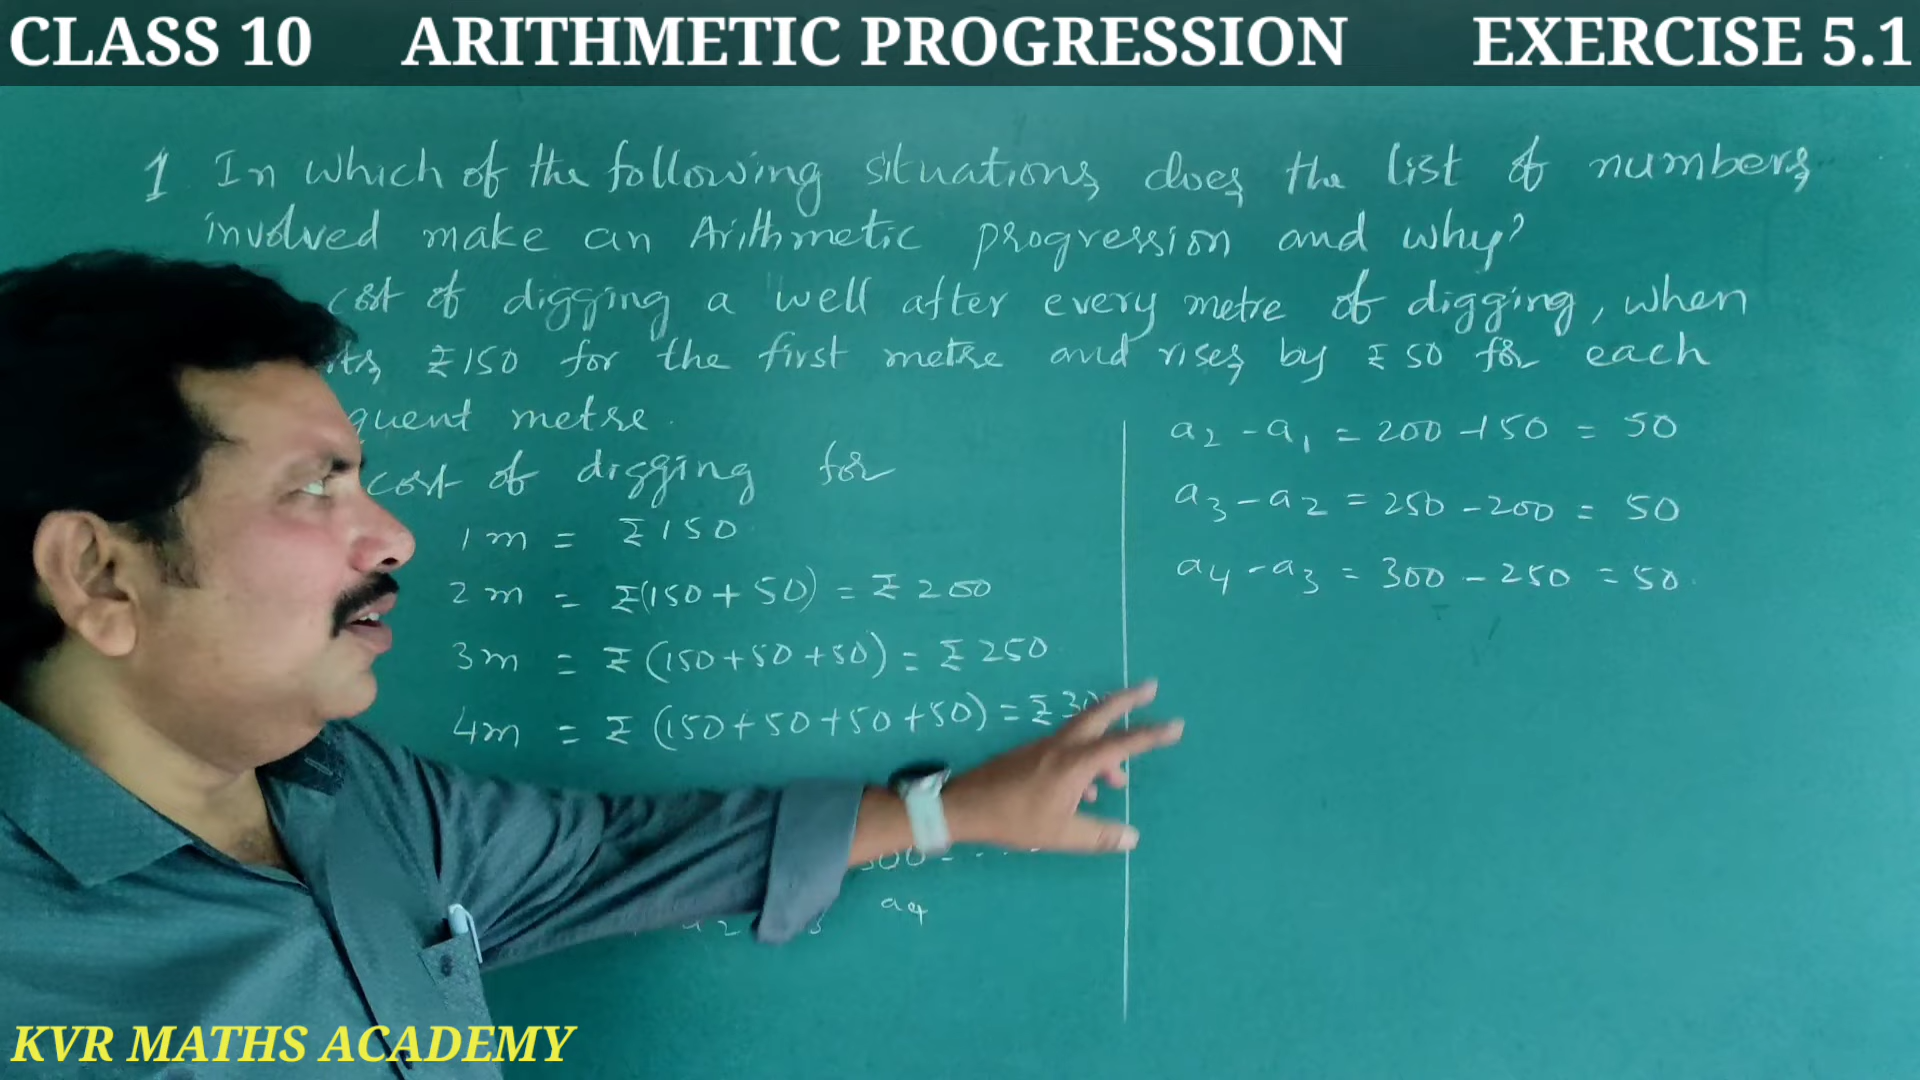 CLASS 10 ARITHMETIC PROGRESSION EXERCISE 5.1
1 In which of the following situations does the list of numbers
involved make an Arithmetic progression and why?
cost of digging a well after every metre of digging, when
₹150 for the first metre and rises by ₹50 for each
quent metre.
cost of digging for
1m = ₹150
2m = ₹(150+50) = ₹200
3m = ₹(150+50+50) = ₹250
4m = ₹(150+50+50+50) = ₹30
300 - ...
a4
a2 - a1 = 200 - 150 = 50
a3 - a2 = 250 - 200 = 50
a4 - a3 = 300 - 250 = 50
KVR MATHS ACADEMY